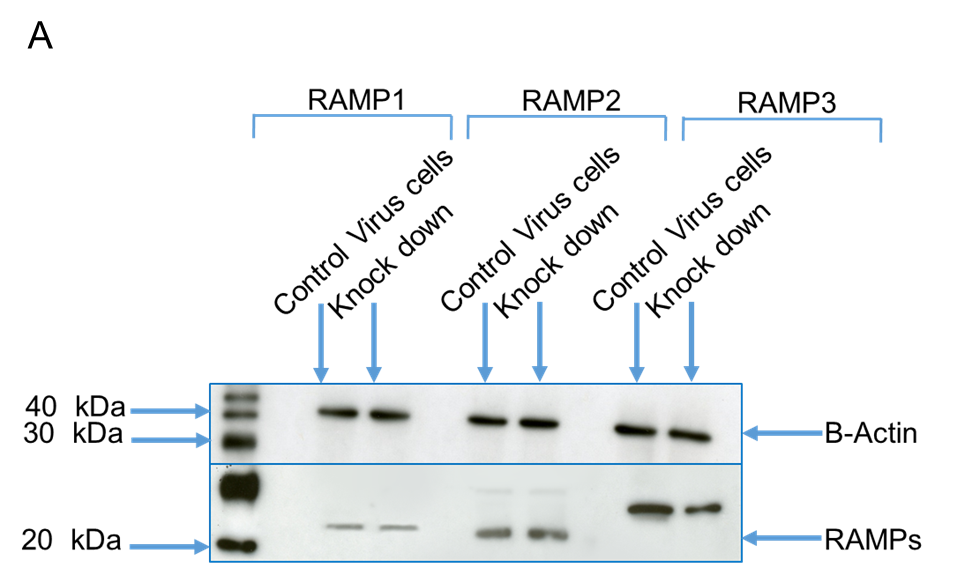 A
RAMP1
RAMP2
RAMP3
Control Virus cells
Knock down
Control Virus cells
Knock down
Control Virus cells
Knock down
40 kDa
30 kDa
B-Actin
20 kDa
RAMPs